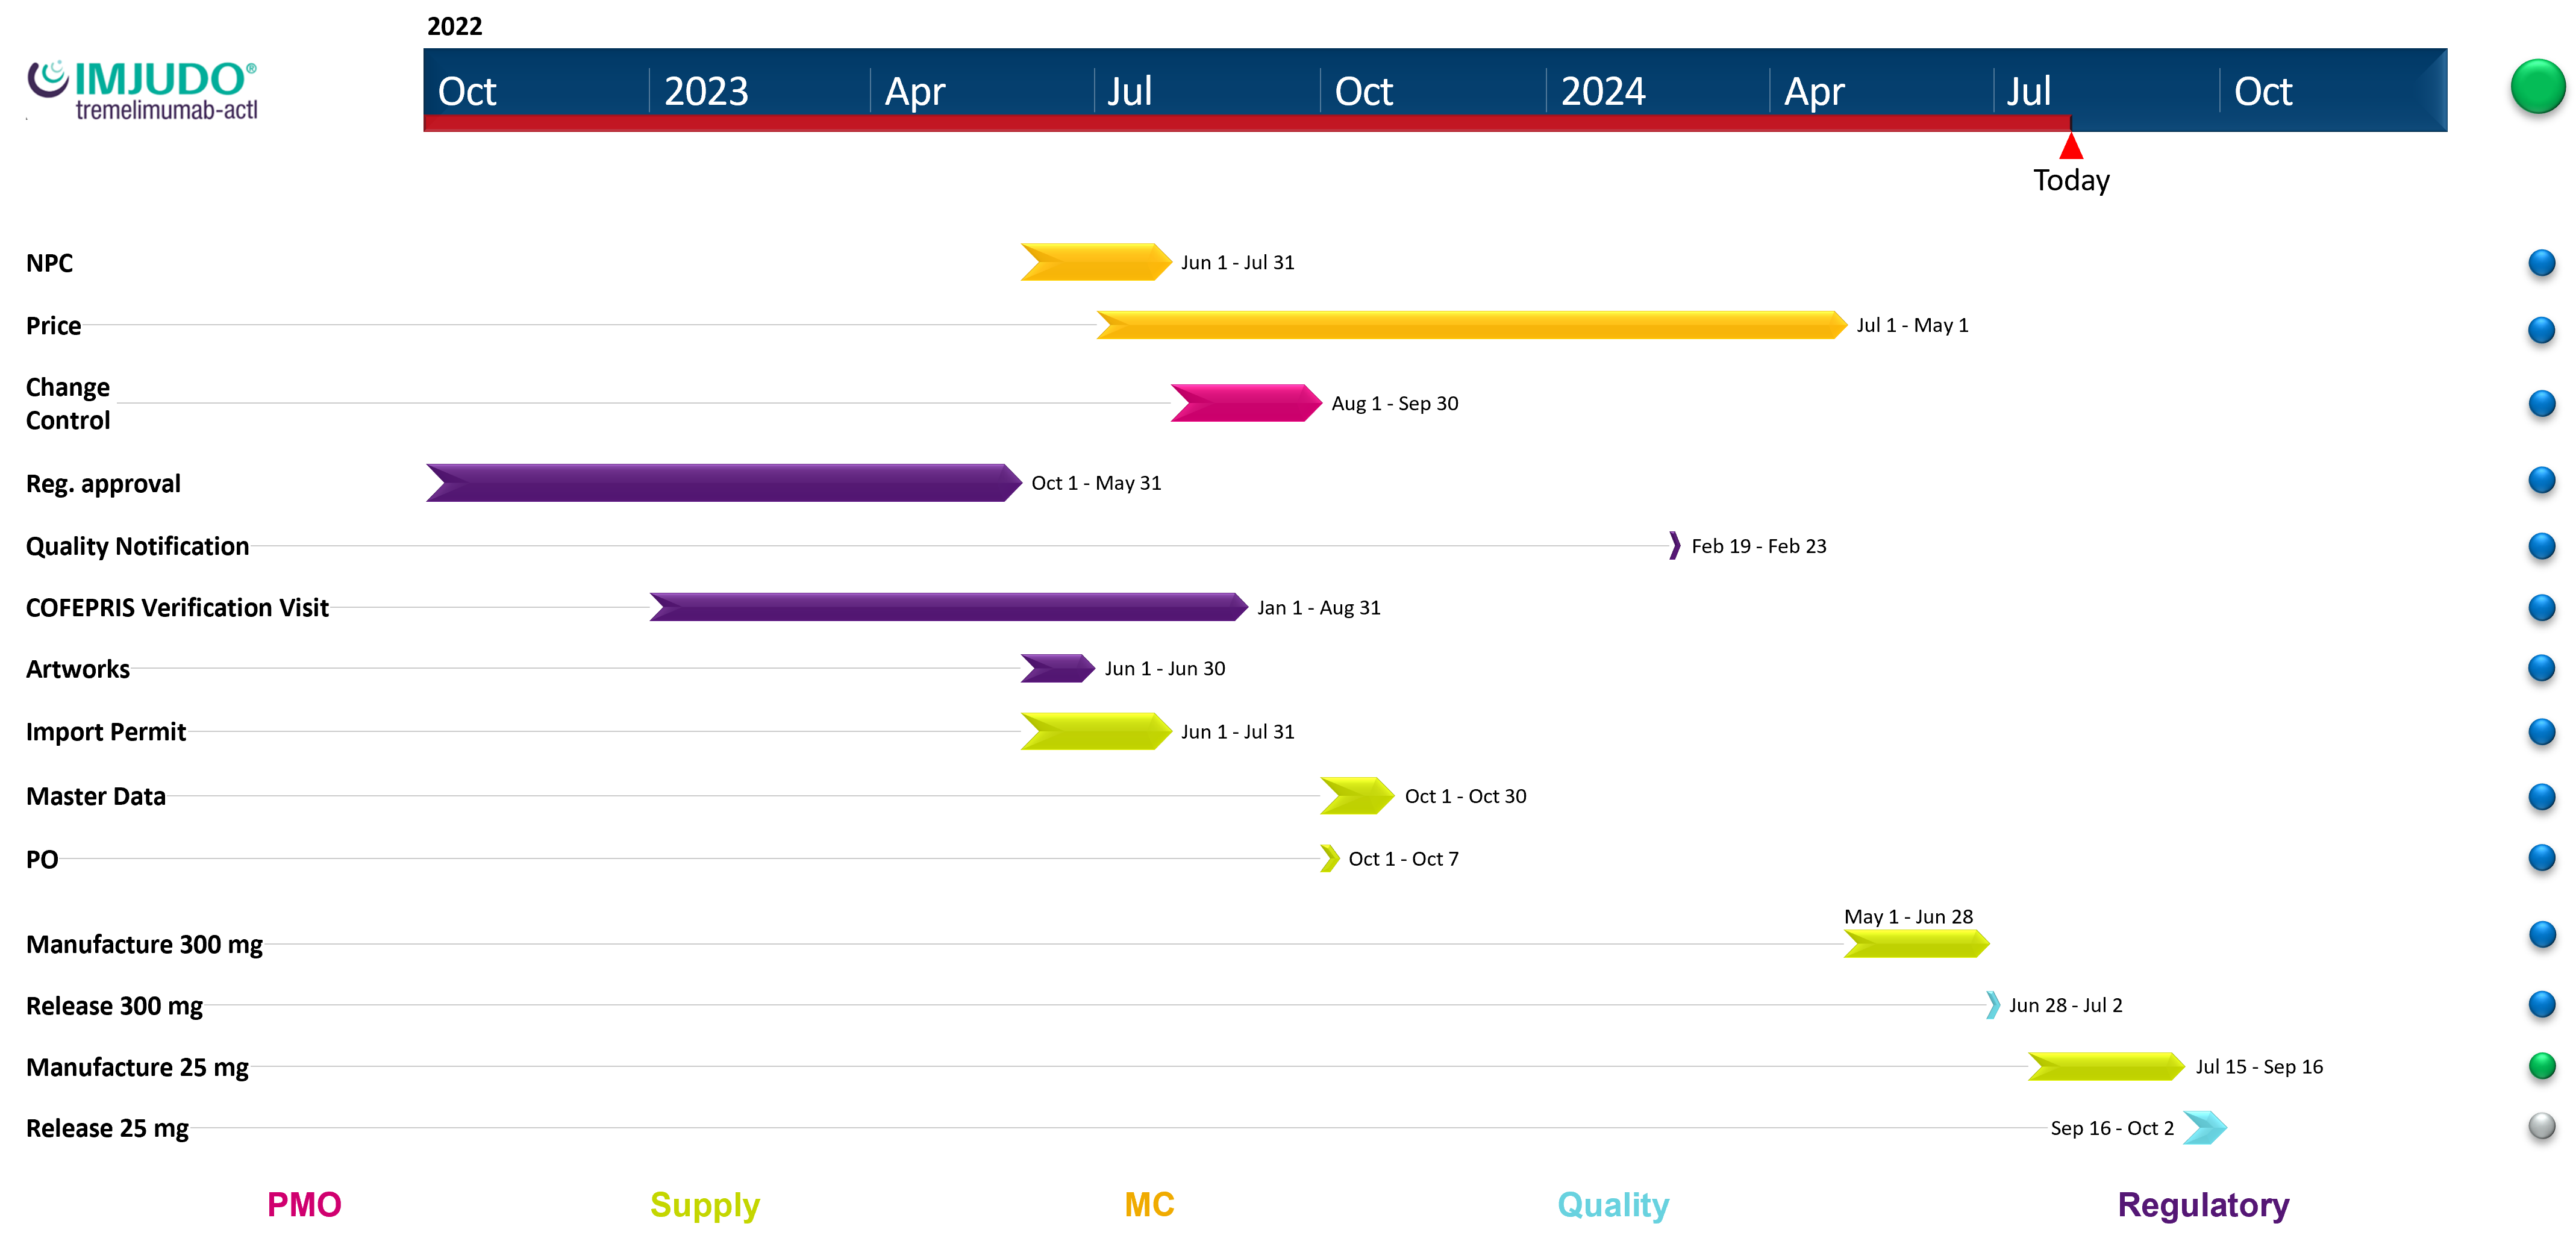 2022
IMJUDO®
tremelimumab-actl
Oct 2023 Apr Jul Oct 2024 Apr Jul Oct
Today
NPC Jun 1 - Jul 31
Price Jul 1 - May 1
Change
Control
Aug 1 - Sep 30
Reg. approval Oct 1 - May 31
Quality Notification Feb 19 - Feb 23
COFEPRIS Verification Visit Jan 1 - Aug 31
Artworks Jun 1 - Jun 30
Import Permit Jun 1 - Jul 31
Master Data Oct 1 - Oct 30
PO Oct 1 - Oct 7
May 1 - Jun 28
Manufacture 300 mg
Release 300 mg Jun 28 - Jul 2
Manufacture 25 mg Jul 15 - Sep 16
Release 25 mg Sep 16 - Oct 2
PMO Supply MC Quality Regulatory